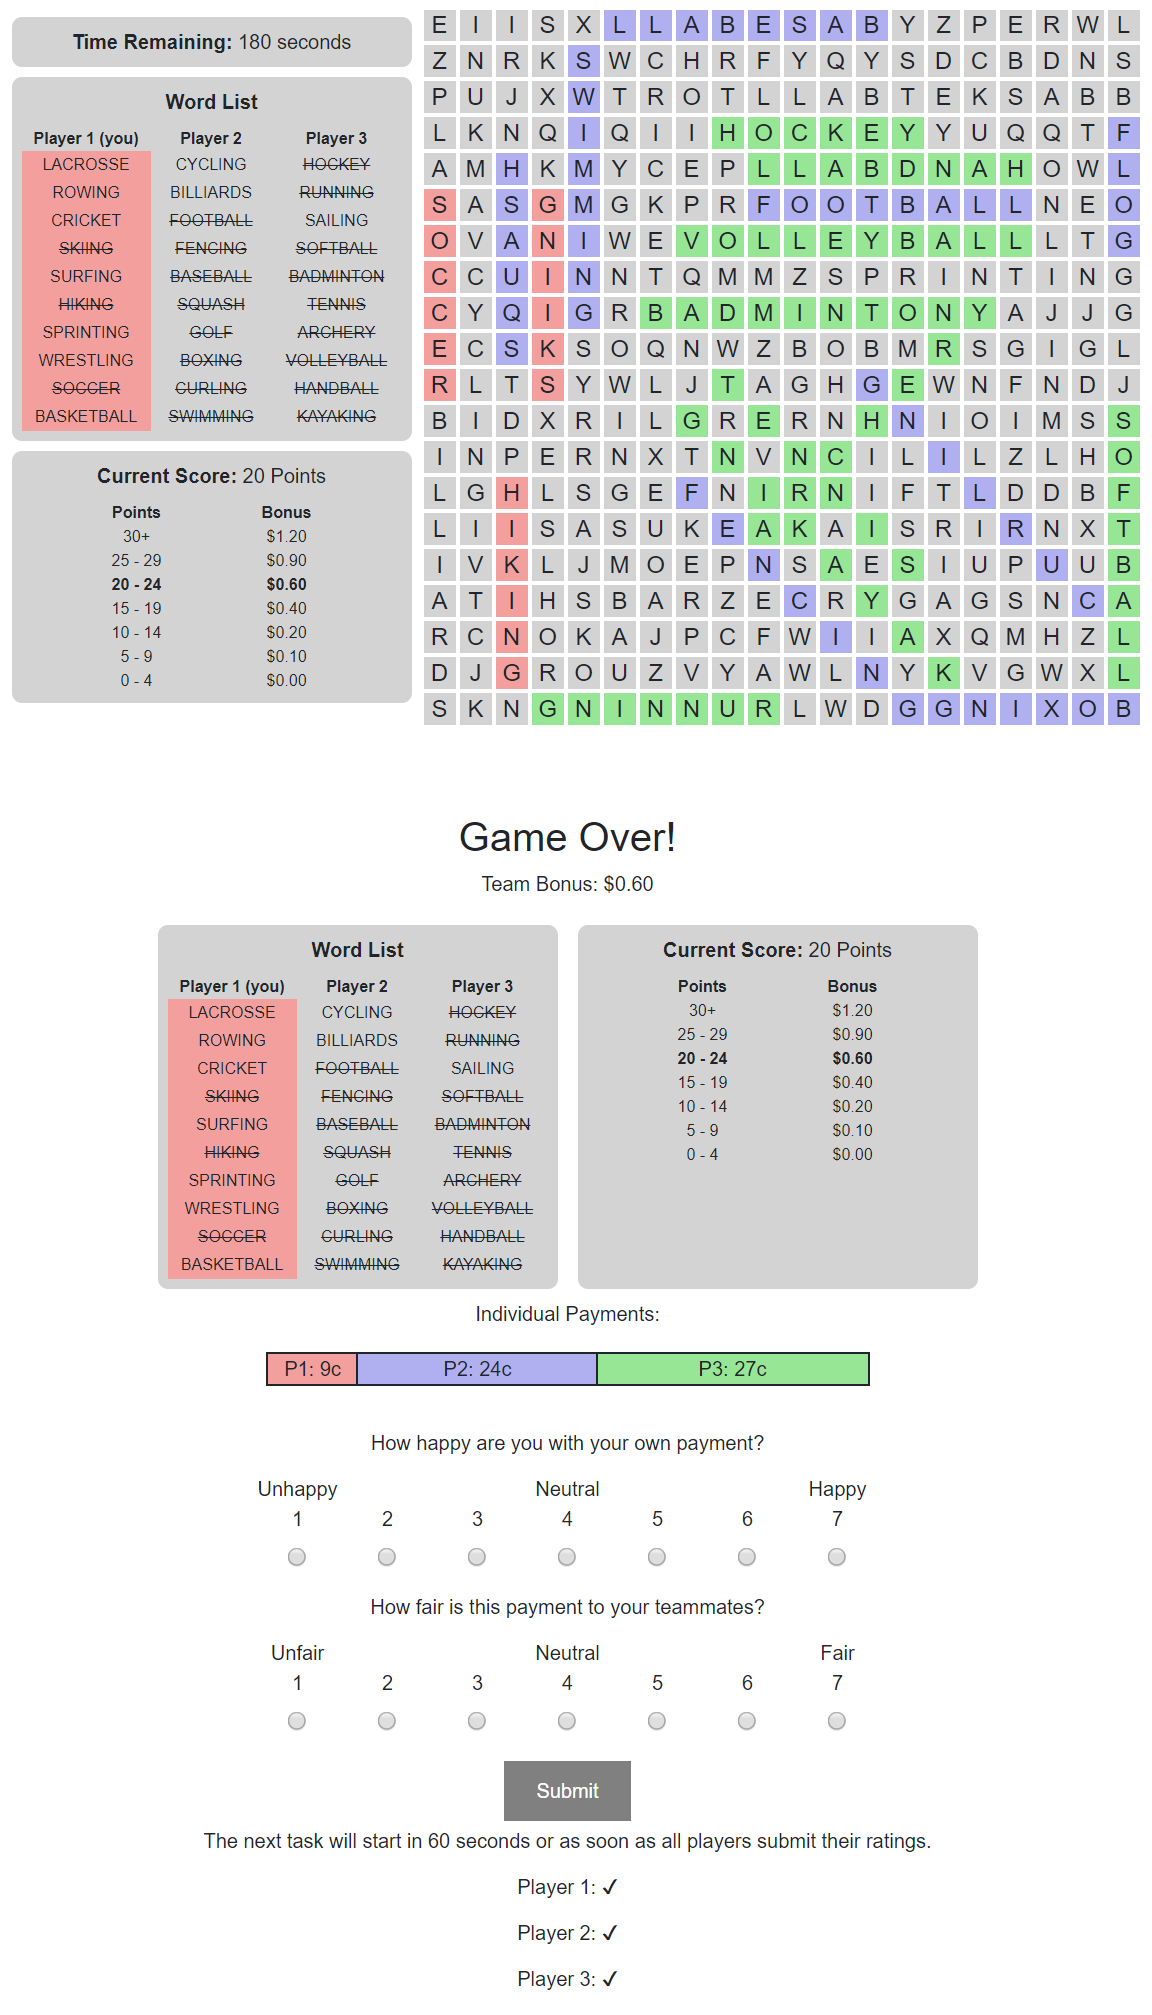 Time Remaining: 180 seconds
Word List
Player 1 (you) Player 2 Player 3
LACROSSE CYCLING HOCKEY
ROWING BILLIARDS RUNNING
CRICKET FOOTBALL SAILING
SKIING FENCING SOFTBALL
SURFING BASEBALL BADMINTON
HIKING SQUASH TENNIS
SPRINTING GOLF ARCHERY
WRESTLING BOXING VOLLEYBALL
SOCCER CURLING HANDBALL
BASKETBALL SWIMMING KAYAKING
Current Score: 20 Points
Points Bonus
30+ $1.20
25 - 29 $0.90
20 - 24 $0.60
15 - 19 $0.40
10 - 14 $0.20
5 - 9 $0.10
0 - 4 $0.00
E I I S X L L A B E S A B Y Z P E R W L
Z N R K S W C H R F Y Q Y S D C B D N S
P U J X W T R O T L L A B T E K S A B B
L K N Q I Q I I H O C K E Y Y U Q Q T F
A M H K M Y C E P L L A B D N A H O W L
S A S G M G K P R F O O T B A L L N E O
O V A N I W E V O L L E Y B A L L L T G
C C U I N N T Q M M Z S P R I N T I N G
C Y Q I G R B A D M I N T O N Y A J J G
E C S K S O Q N W Z B O B M R S G I G L
R L T S Y W L J T A G H G E W N F N D J
B I D X R I L G R E R N H N I O I M S S
I N P E R N X T N V N C I L I L Z L H O
L G H L S G E F N I R N I F T L D D B F
L I I S A S U K E A K A I S R I R N X T
I V K L J M O E P N S A E S I U P U U B
A T I H S B A R Z E C R Y G A G S N C A
R C N O K A J P C F W I I A X Q M H Z L
D J G R O U Z V Y A W L N Y K V G W X L
S K N G N I N N U R L W D G G N I X O B
Game Over!
Team Bonus: $0.60
Word List
Player 1 (you) Player 2 Player 3
LACROSSE CYCLING HOCKEY
ROWING BILLIARDS RUNNING
CRICKET FOOTBALL SAILING
SKIING FENCING SOFTBALL
SURFING BASEBALL BADMINTON
HIKING SQUASH TENNIS
SPRINTING GOLF ARCHERY
WRESTLING BOXING VOLLEYBALL
SOCCER CURLING HANDBALL
BASKETBALL SWIMMING KAYAKING
Current Score: 20 Points
Points Bonus
30+ $1.20
25 - 29 $0.90
20 - 24 $0.60
15 - 19 $0.40
10 - 14 $0.20
5 - 9 $0.10
0 - 4 $0.00
Individual Payments:
P1: 9c P2: 24c P3: 27c
How happy are you with your own payment?
Unhappy Neutral Happy
1 2 3 4 5 6 7
How fair is this payment to your teammates?
Unfair Neutral Fair
1 2 3 4 5 6 7
Submit
The next task will start in 60 seconds or as soon as all players submit their ratings.
Player 1: ✓
Player 2: ✓
Player 3: ✓